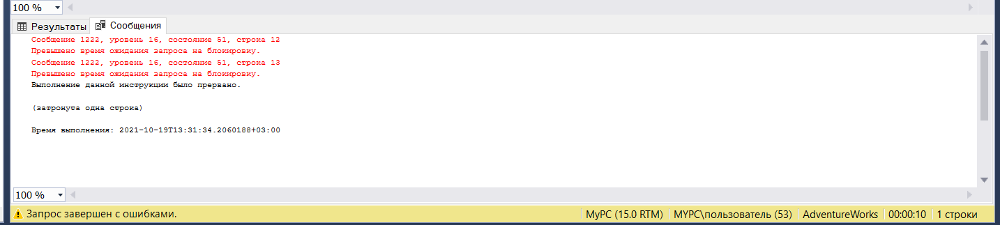 100 %
Результаты Сообщения
Сообщение 1222, уровень 16, состояние 51, строка 12
Превышено время ожидания запроса на блокировку.
Сообщение 1222, уровень 16, состояние 51, строка 13
Превышено время ожидания запроса на блокировку.
Выполнение данной инструкции было прервано.
(затронута одна строка)
Время выполнения: 2021-10-19T13:31:34.2060188+03:00
100 %
Запрос завершен с ошибками. MyPC (15.0 RTM) MYPC\пользователь (53) AdventureWorks 00:00:10 1 строки